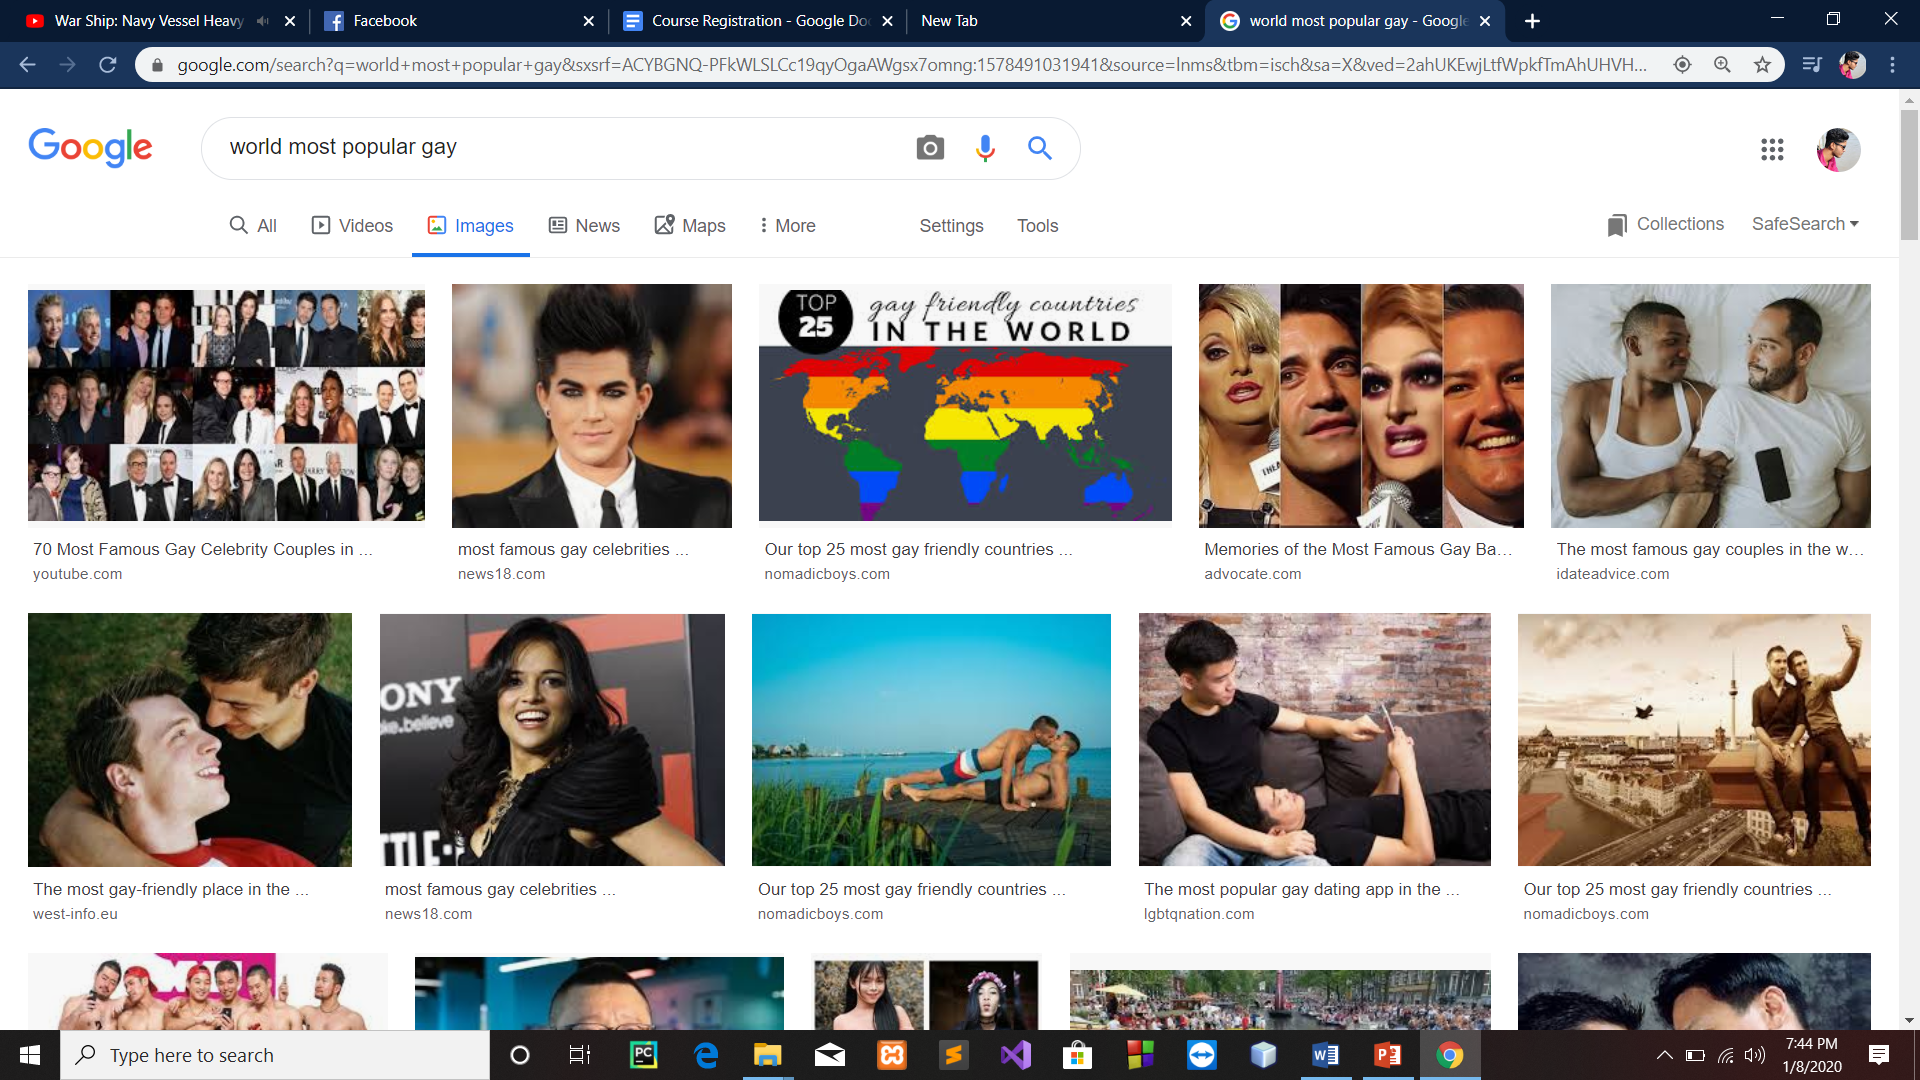 War Ship: Navy Vessel Heavy
Facebook
Course Registration - Google Do
New Tab
world most popular gay - Google
google.com/search?q=world+most+popular+gay&sxsrf=ACYBGNQ-PFkWLSLCc19qyOgaAWgsx7omng:1578491031941&source=lnms&tbm=isch&sa=X&ved=2ahUKEwjLtfWpkfTmAhUHVH...
Google
world most popular gay
All
Videos
Images
News
Maps
More
Settings
Tools
Collections
SafeSearch
TOP
25
gay friendly countries
IN THE WORLD
70 Most Famous Gay Celebrity Couples in ...
youtube.com
most famous gay celebrities ...
news18.com
Our top 25 most gay friendly countries ...
nomadicboys.com
Memories of the Most Famous Gay Ba...
advocate.com
The most famous gay couples in the w...
idateadvice.com
ONY
ke.believe
TTLE:
The most gay-friendly place in the ...
west-info.eu
most famous gay celebrities ...
news18.com
Our top 25 most gay friendly countries ...
nomadicboys.com
The most popular gay dating app in the ...
lgbtqnation.com
Our top 25 most gay friendly countries ...
nomadicboys.com
Type here to search
PC
7:44 PM
1/8/2020